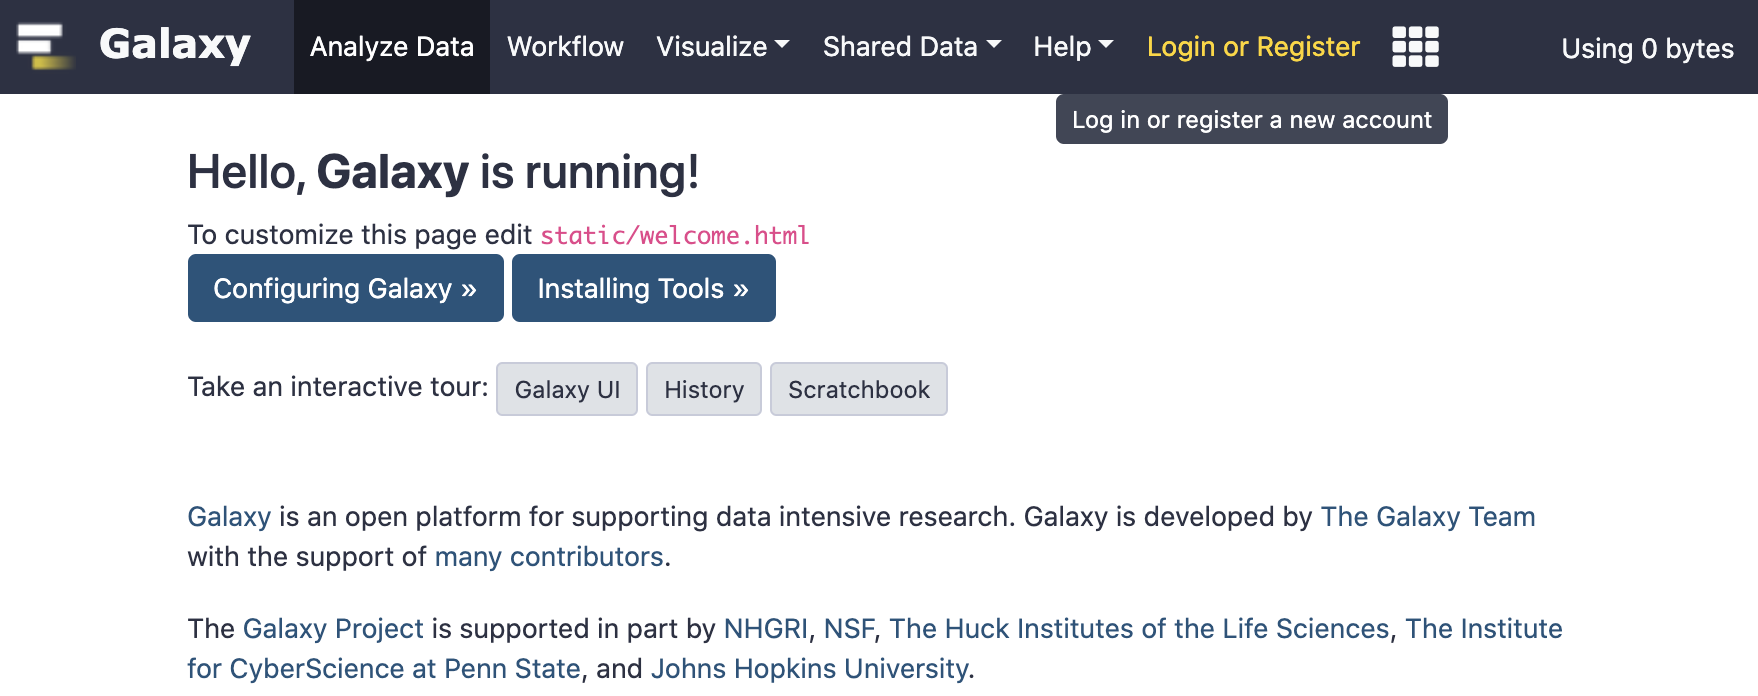 Galaxy Analyze Data Workflow Visualize Shared Data Help Login or Register Using 0 bytes
Log in or register a new account
Hello, Galaxy is running!
To customize this page edit static/welcome.html
Configuring Galaxy » Installing Tools »
Take an interactive tour: Galaxy UI History Scratchbook
Galaxy is an open platform for supporting data intensive research. Galaxy is developed by The Galaxy Team
with the support of many contributors.
The Galaxy Project is supported in part by NHGRI, NSF, The Huck Institutes of the Life Sciences, The Institute
for CyberScience at Penn State, and Johns Hopkins University.